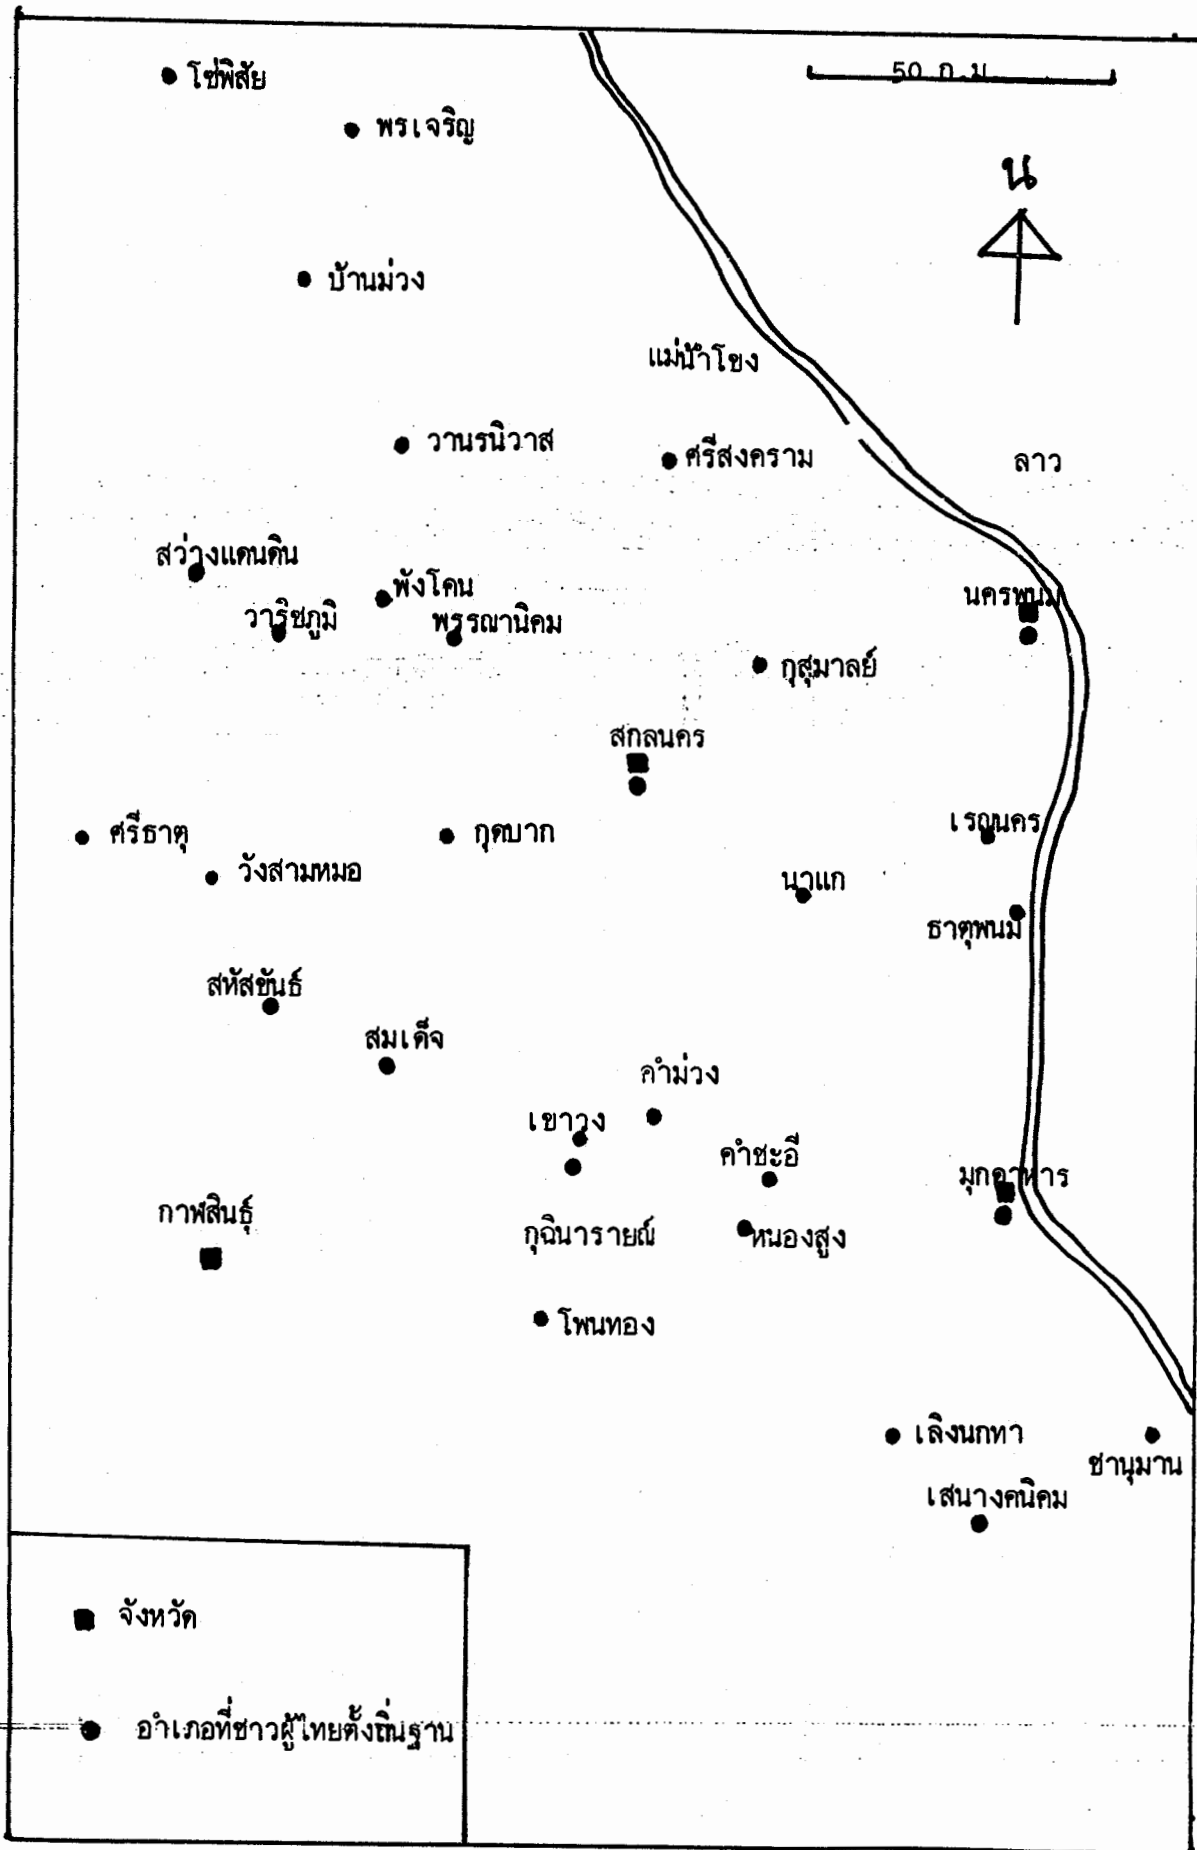 โซ่พิสัย
50 ก.ม.
พรเจริญ
น
บ้านม่วง
แม่น้ำโขง
วานรนิวาส
ศรีสงคราม
ลาว
สว่างแดนดิน
พังโคน
นครพนม
วาริชภูมิ
พรรณานิคม
กุสุมาลย์
สกลนคร
ศรีธาตุ
กุดบาก
เรณูนคร
วังสามหมอ
นาแก
ธาตุพนม
สหัสขันธ์
สมเด็จ
คำม่วง
เขาวง
คำชะอี
มุกดาหาร
กาฬสินธุ์
กุฉินารายณ์
หนองสูง
โพนทอง
เลิงนกทา
ชานุมาน
เสนางคนิคม
จังหวัด
อำเภอที่ชาวผู้ไทยตั้งถิ่นฐาน